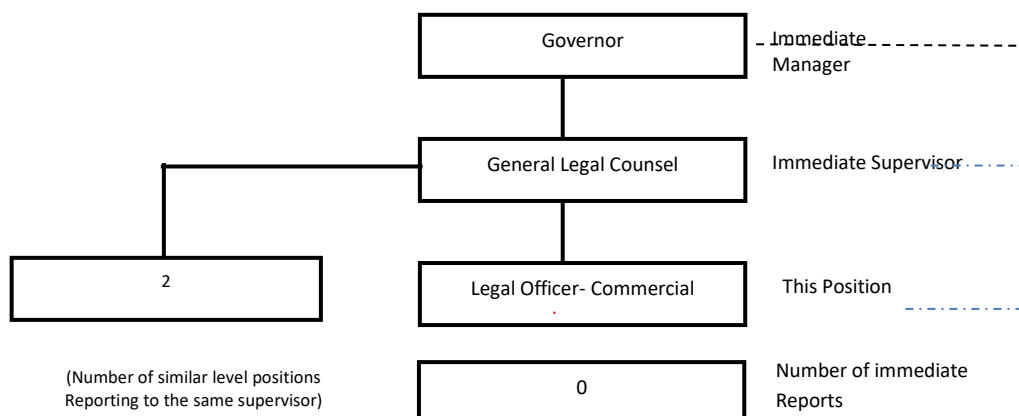 Governor
Immediate
Manager
General Legal Counsel
Immediate Supervisor
2
Legal Officer- Commercial
This Position
(Number of similar level positions
Reporting to the same supervisor)
0
Number of immediate
Reports